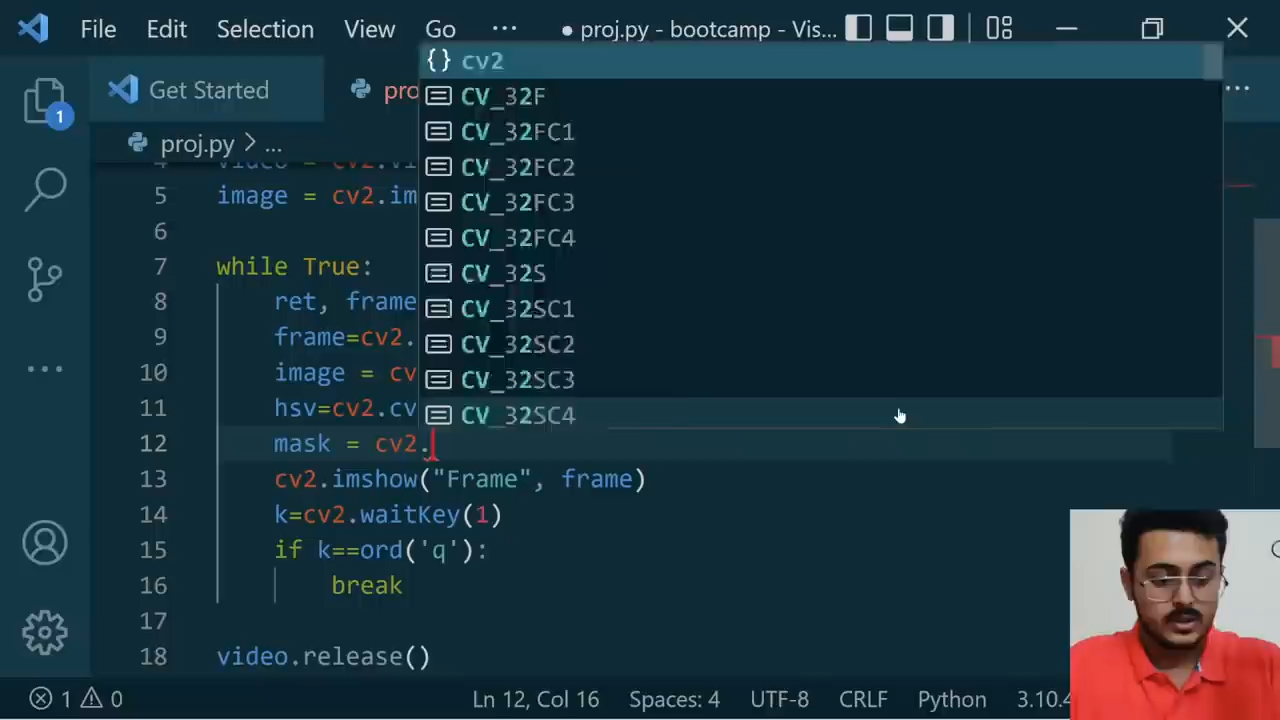 File Edit Selection View Go ... ● proj.py - bootcamp - Vis...
1
Get Started
pro
...
proj.py > ...
{} cv2
CV_32F
CV_32FC1
CV_32FC2
CV_32FC3
CV_32FC4
CV_32S
CV_32SC1
CV_32SC2
CV_32SC3
CV_32SC4
5 image = cv2.im
6
7 while True:
8 ret, frame
9 frame=cv2.
10 image = cv
11 hsv=cv2.cv
12 mask = cv2.
13 cv2.imshow("Frame", frame)
14 k=cv2.waitKey(1)
15 if k==ord('q'):
16 break
17
18 video.release()
1 0 Ln 12, Col 16 Spaces: 4 UTF-8 CRLF Python 3.10.4